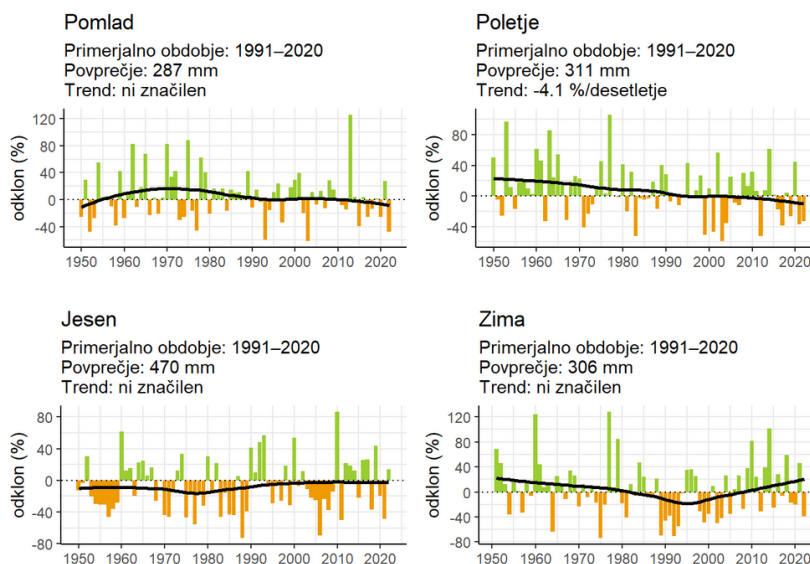 Pomlad
Primerjalno obdobje: 1991–2020
Povprečje: 287 mm
Trend: ni značilen
odklon (%)
120
80
40
0
-40
1950 1960 1970 1980 1990 2000 2010 2020
Poletje
Primerjalno obdobje: 1991–2020
Povprečje: 311 mm
Trend: -4.1 %/desetletje
odklon (%)
80
40
0
-40
1950 1960 1970 1980 1990 2000 2010 2020
Jesen
Primerjalno obdobje: 1991–2020
Povprečje: 470 mm
Trend: ni značilen
odklon (%)
80
40
0
-40
-80
1950 1960 1970 1980 1990 2000 2010 2020
Zima
Primerjalno obdobje: 1991–2020
Povprečje: 306 mm
Trend: ni značilen
odklon (%)
120
80
40
0
-40
-80
1950 1960 1970 1980 1990 2000 2010 2020